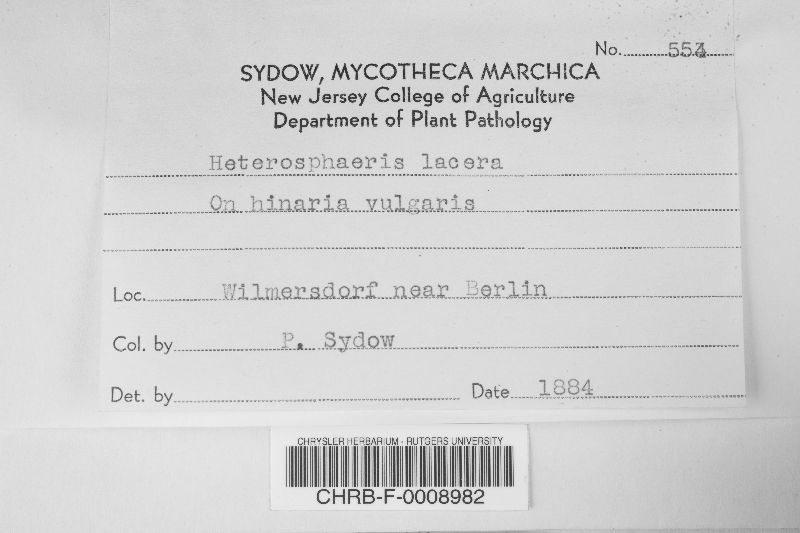 No. 554
SYDOW, MYCOTHECA MARCHICA
New Jersey College of Agriculture
Department of Plant Pathology
Heterosphaeris lacera
On hinaria vulgaris
Loc. Wilmersdorf near Berlin
Col. by P. Sydow
Det. by Date 1884
CHRYSLER HERBARIUM - RUTGERS UNIVERSITY
CHRB-F-0008982